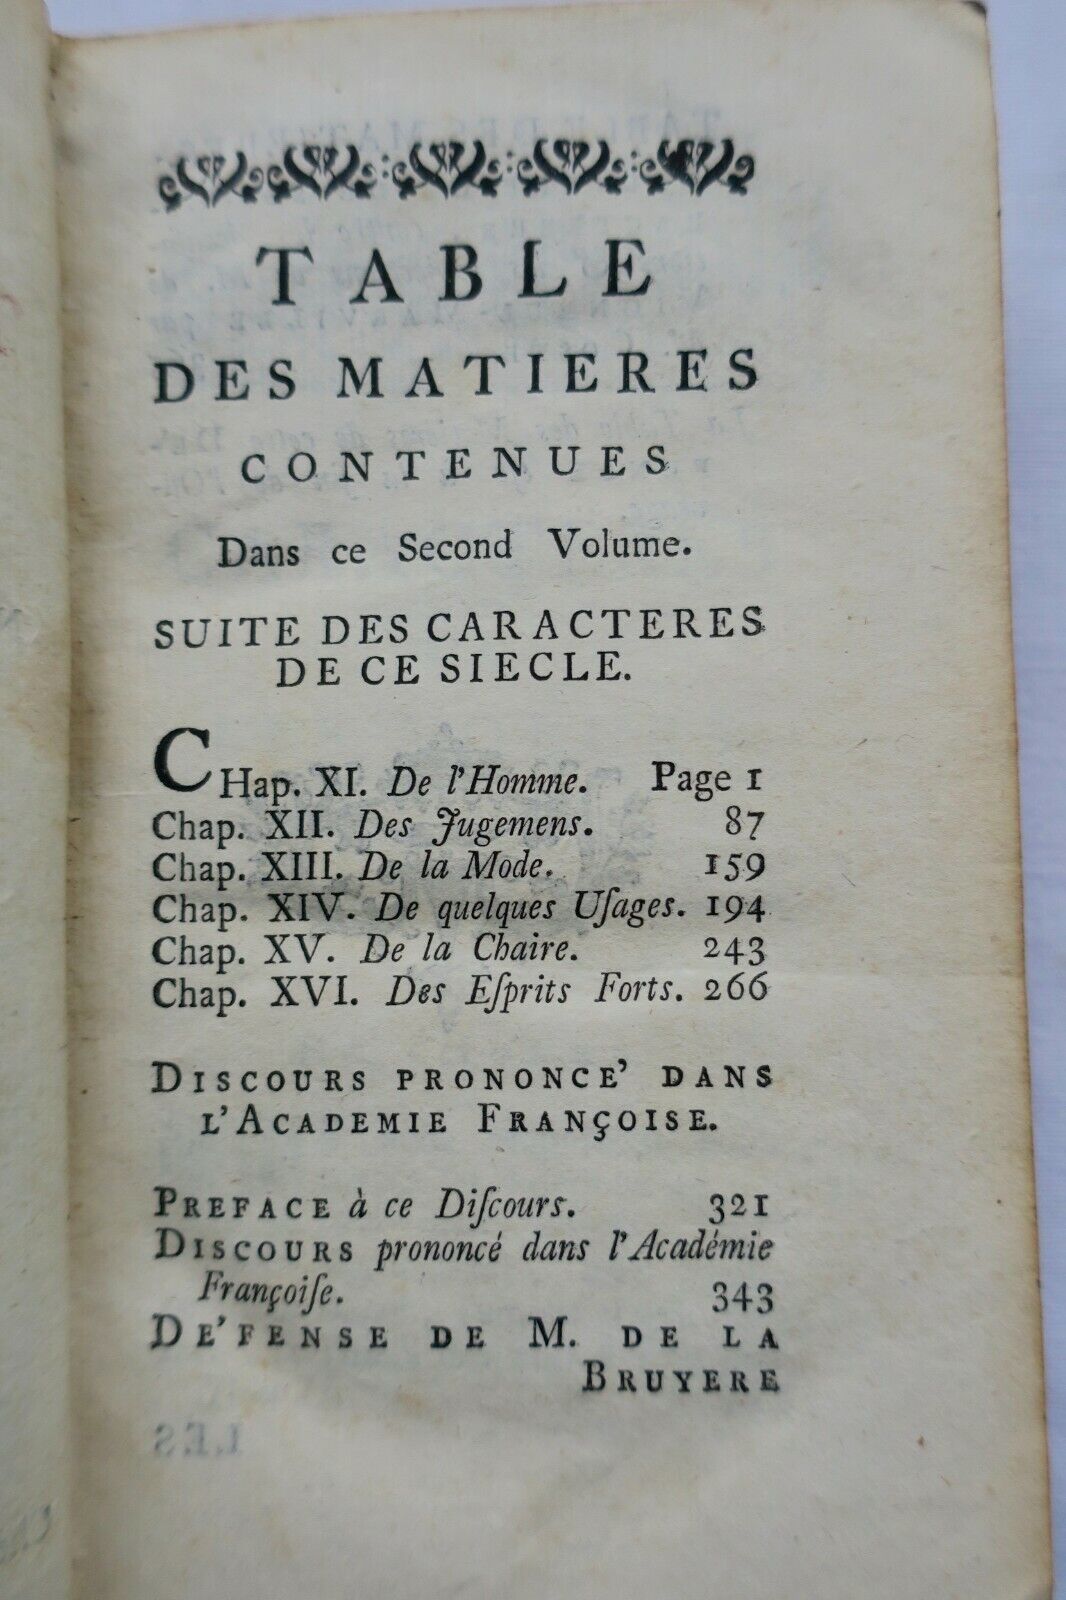 TABLE
DES MATIERES
CONTENUES
Dans ce Second Volume.
SUITE DES CARACTERES
DE CE SIECLE.
CHap. XI. De l'Homme. Page 1
Chap. XII. Des Jugemens. 87
Chap. XIII. De la Mode. 159
Chap. XIV. De quelques Uſages. 194
Chap. XV. De la Chaire. 243
Chap. XVI. Des Eſprits Forts. 266
DISCOURS PRONONCE' DANS
L'ACADEMIE FRANÇOISE.
PREFACE à ce Diſcours. 321
DISCOURS prononcé dans l'Académie
Françoiſe. 343
DE'FENSE DE M. DE LA
BRUYERE